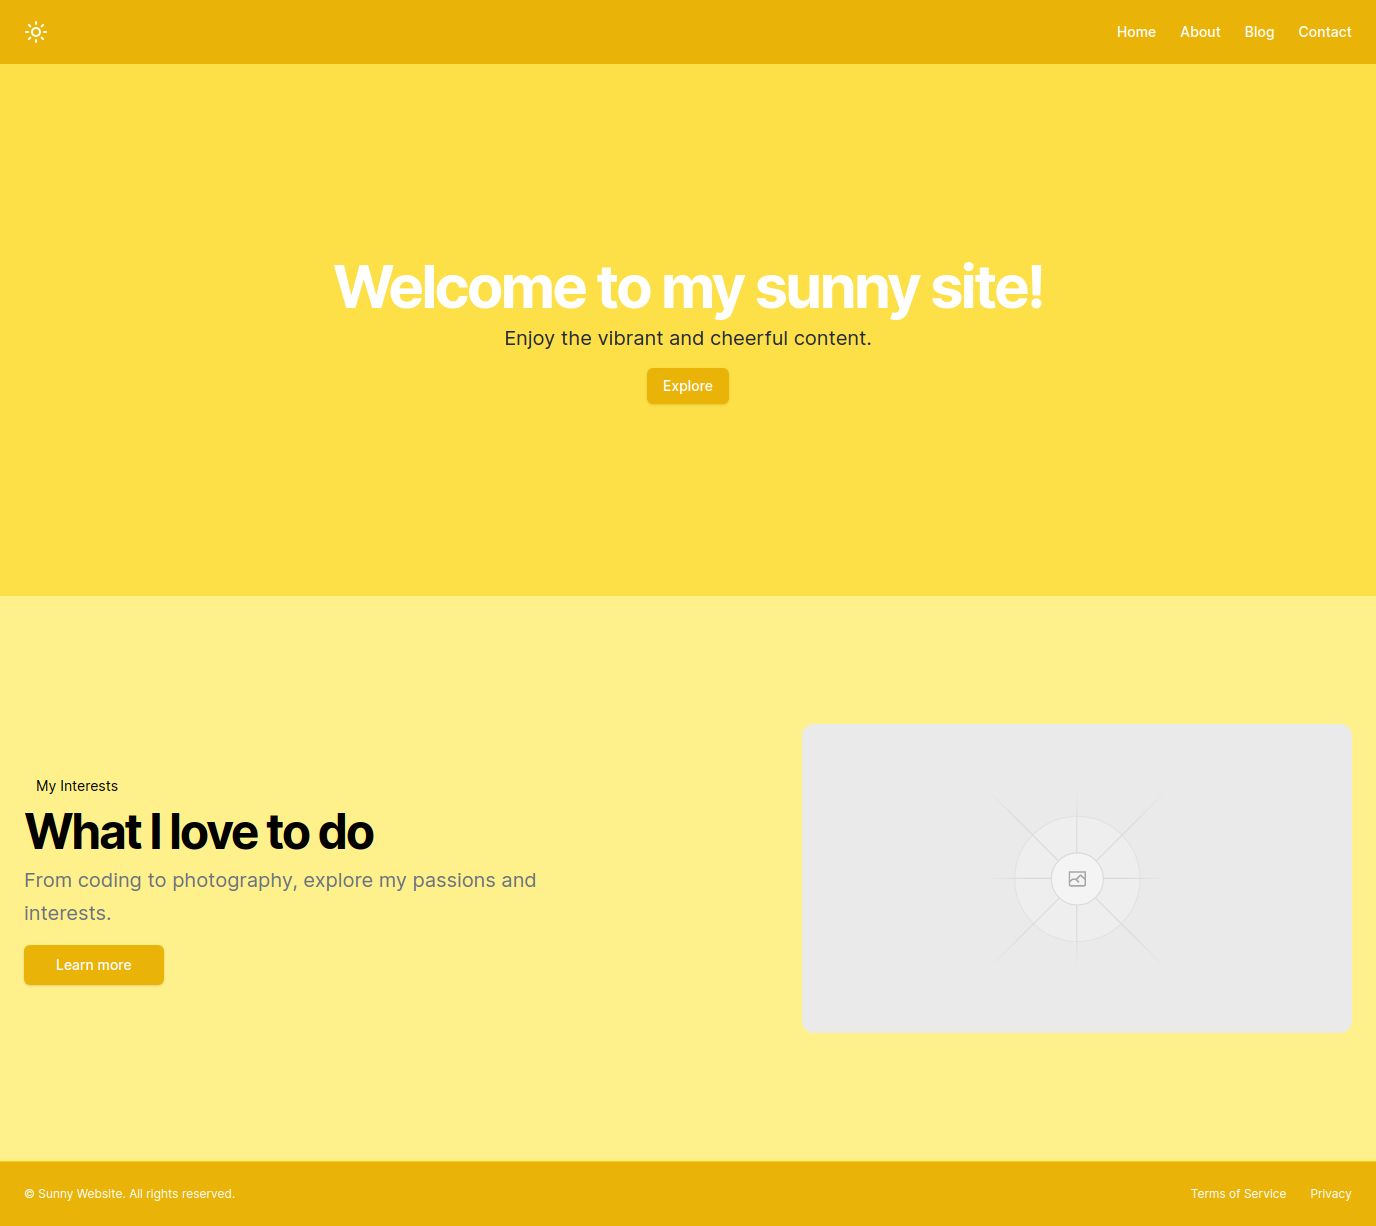 Home About Blog Contact
Welcome to my sunny site!
Enjoy the vibrant and cheerful content.
Explore
My Interests
What I love to do
From coding to photography, explore my passions and
interests.
Learn more
© Sunny Website. All rights reserved.
Terms of Service Privacy